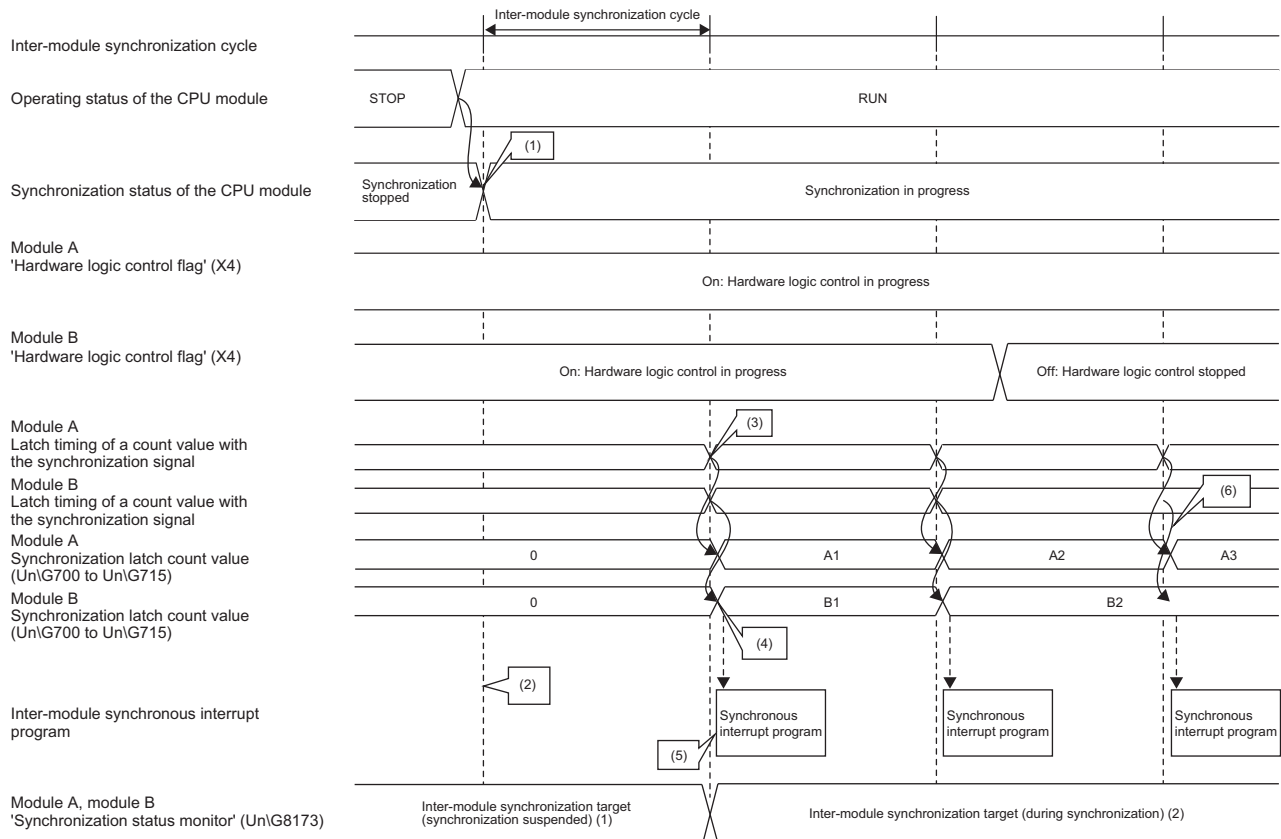 Inter-module synchronization cycle
Inter-module synchronization cycle
Operating status of the CPU module
STOP
RUN
(1)
Synchronization status of the CPU module
Synchronization
stopped
Synchronization in progress
Module A
'Hardware logic control flag' (X4)
On: Hardware logic control in progress
Module B
'Hardware logic control flag' (X4)
On: Hardware logic control in progress
Off: Hardware logic control stopped
Module A
Latch timing of a count value with
the synchronization signal
(3)
Module B
Latch timing of a count value with
the synchronization signal
(6)
Module A
Synchronization latch count value
(Un\G700 to Un\G715)
0
A1
A2
A3
Module B
Synchronization latch count value
(Un\G700 to Un\G715)
0
B1
B2
(4)
(2)
Inter-module synchronous interrupt
program
Synchronous
interrupt program
Synchronous
interrupt program
Synchronous
interrupt program
(5)
Module A, module B
'Synchronization status monitor' (Un\G8173)
Inter-module synchronization target
(synchronization suspended) (1)
Inter-module synchronization target (during synchronization) (2)